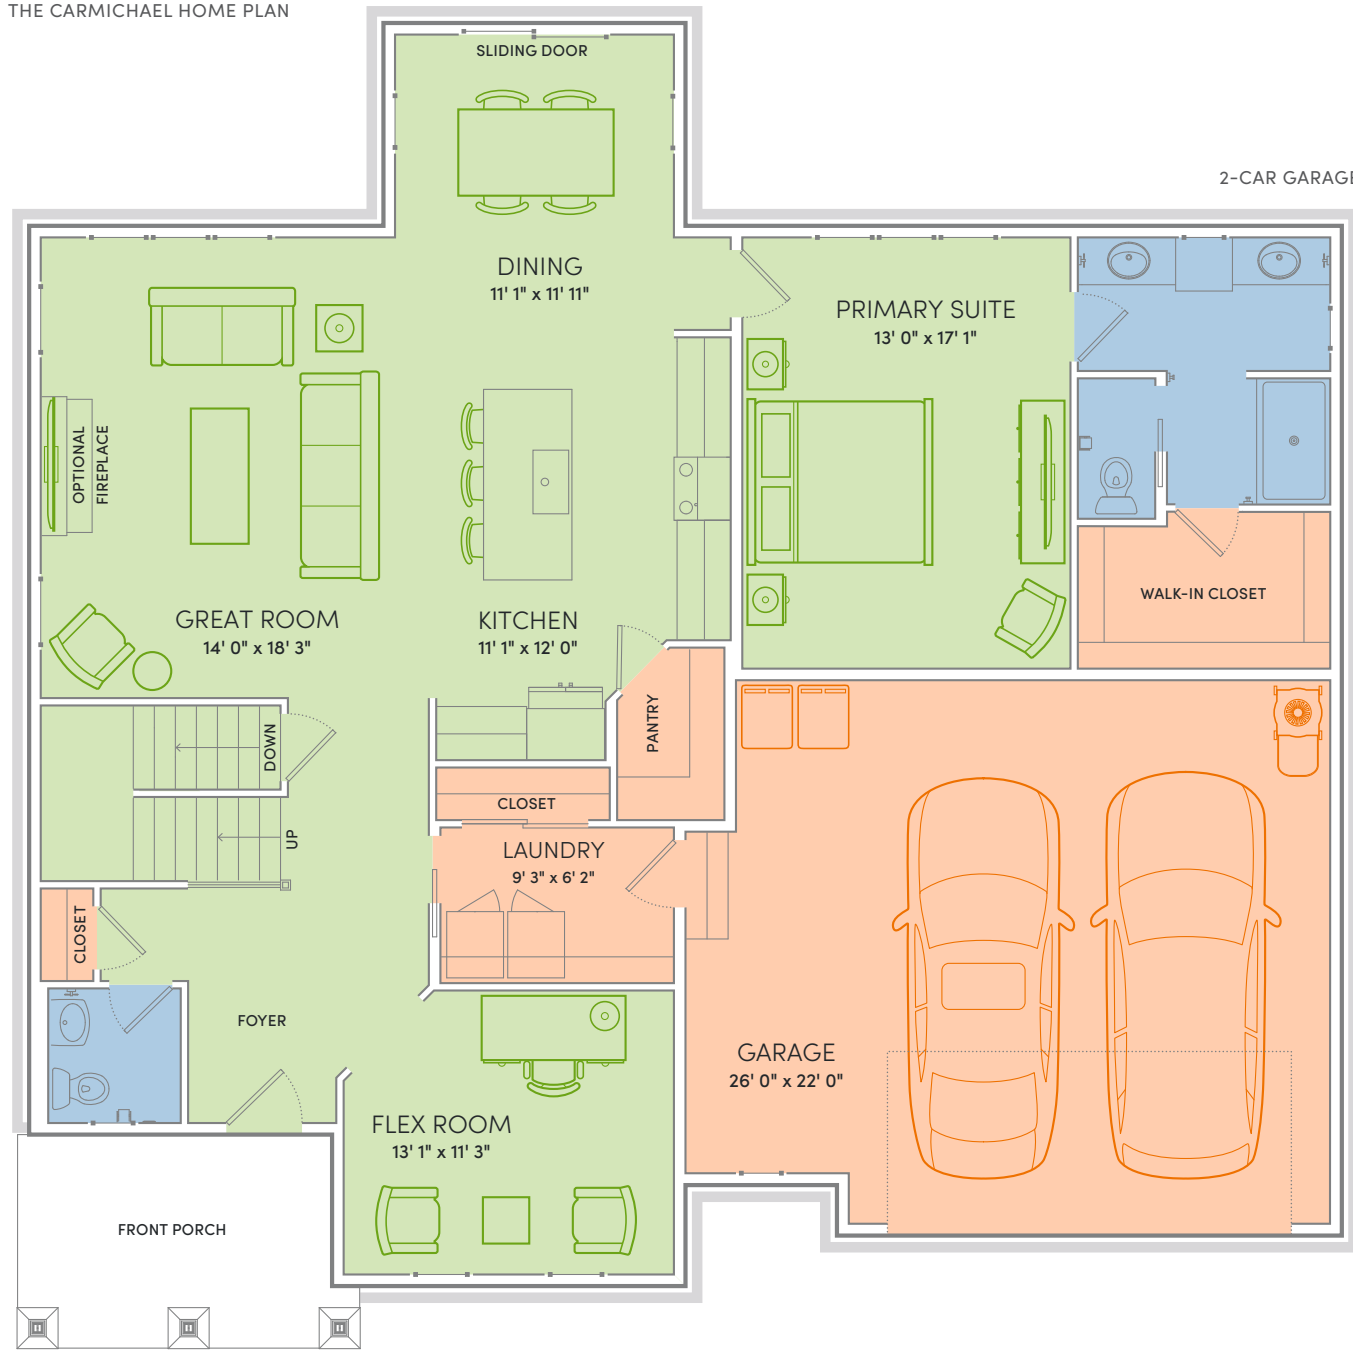 THE CARMICHAEL HOME PLAN
SLIDING DOOR
2-CAR GARAGE
DINING
11' 1" x 11' 11"
PRIMARY SUITE
13' 0" x 17' 1"
OPTIONAL
FIREPLACE
GREAT ROOM
14' 0" x 18' 3"
KITCHEN
11' 1" x 12' 0"
WALK-IN CLOSET
PANTRY
DOWN
UP
CLOSET
LAUNDRY
9' 3" x 6' 2"
CLOSET
FOYER
GARAGE
26' 0" x 22' 0"
FLEX ROOM
13' 1" x 11' 3"
FRONT PORCH